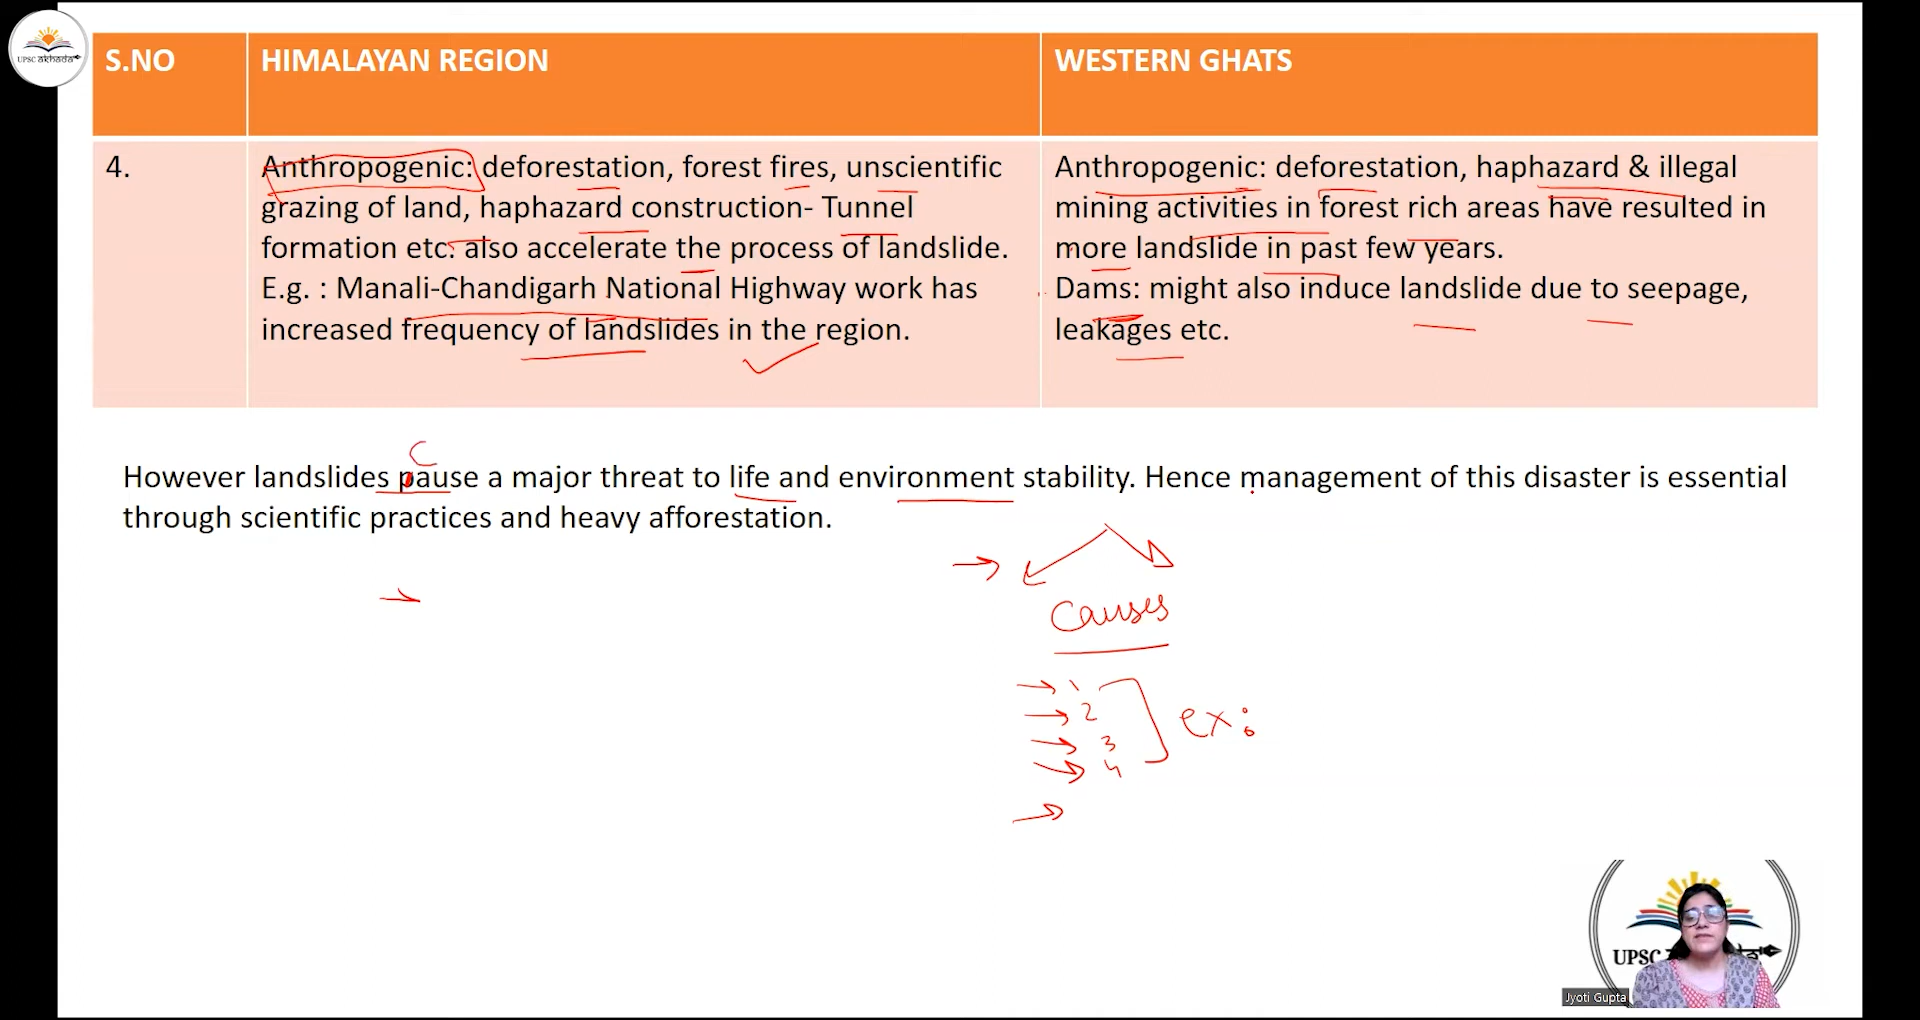 UPSC akhada
S.NO
HIMALAYAN REGION
WESTERN GHATS
4.
Anthropogenic: deforestation, forest fires, unscientific
grazing of land, haphazard construction- Tunnel
formation etc. also accelerate the process of landslide.
E.g. : Manali-Chandigarh National Highway work has
increased frequency of landslides in the region.
Anthropogenic: deforestation, haphazard & illegal
mining activities in forest rich areas have resulted in
more landslide in past few years.
Dams: might also induce landslide due to seepage,
leakages etc.
C
However landslides pause a major threat to life and environment stability. Hence management of this disaster is essential
through scientific practices and heavy afforestation.
Causes
1
2
3
4
ex:
UPSC
Jyoti Gupta